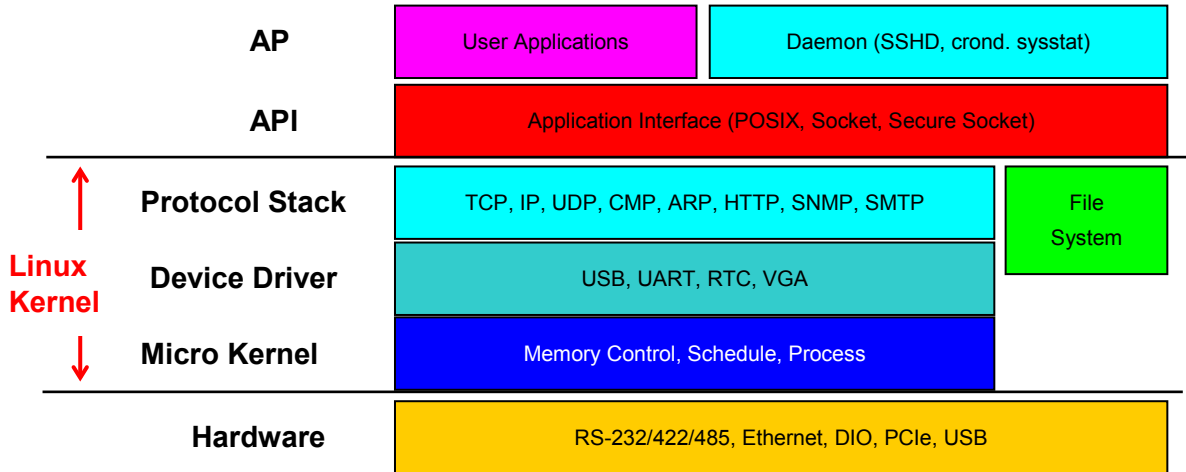 AP
User Applications
Daemon (SSHD, crond. sysstat)
API
Application Interface (POSIX, Socket, Secure Socket)
Linux
Kernel
Protocol Stack
TCP, IP, UDP, CMP, ARP, HTTP, SNMP, SMTP
File
System
Device Driver
USB, UART, RTC, VGA
Micro Kernel
Memory Control, Schedule, Process
Hardware
RS-232/422/485, Ethernet, DIO, PCIe, USB